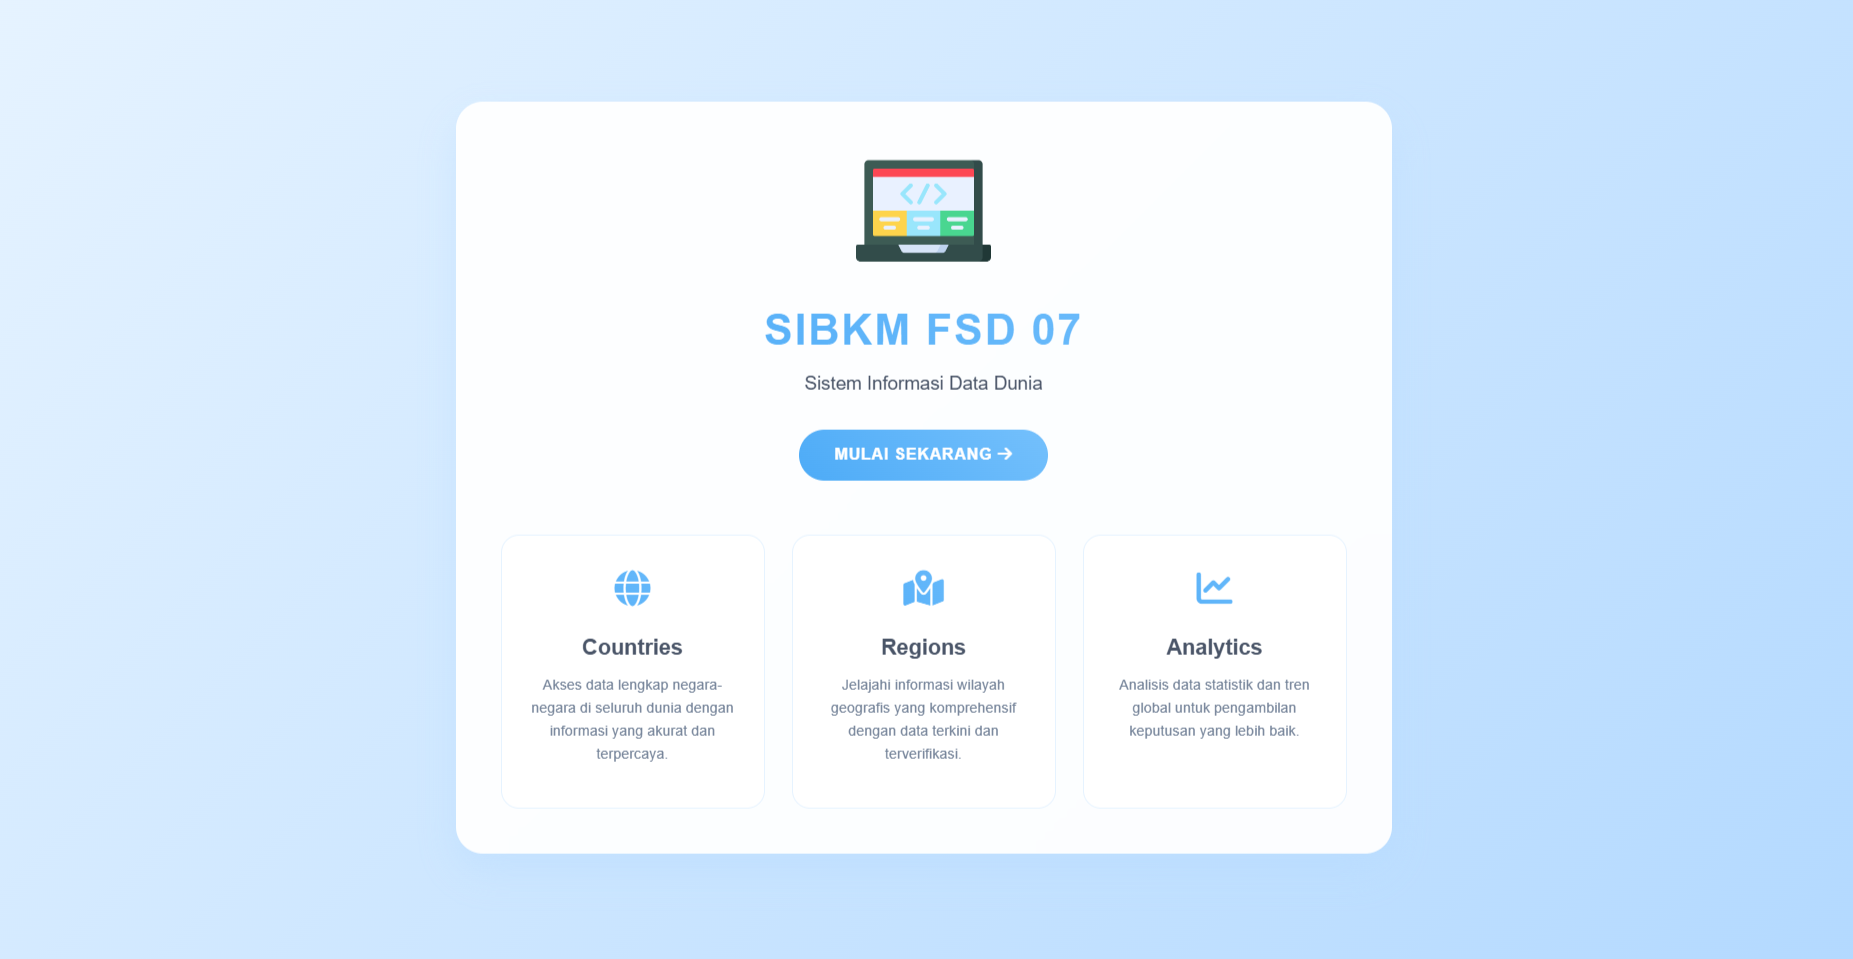 </>
SIBKM FSD 07
Sistem Informasi Data Dunia
MULAI SEKARANG
Countries
Akses data lengkap negara-
negara di seluruh dunia dengan
informasi yang akurat dan
terpercaya.
Regions
Jelajahi informasi wilayah
geografis yang komprehensif
dengan data terkini dan
terverifikasi.
Analytics
Analisis data statistik dan tren
global untuk pengambilan
keputusan yang lebih baik.